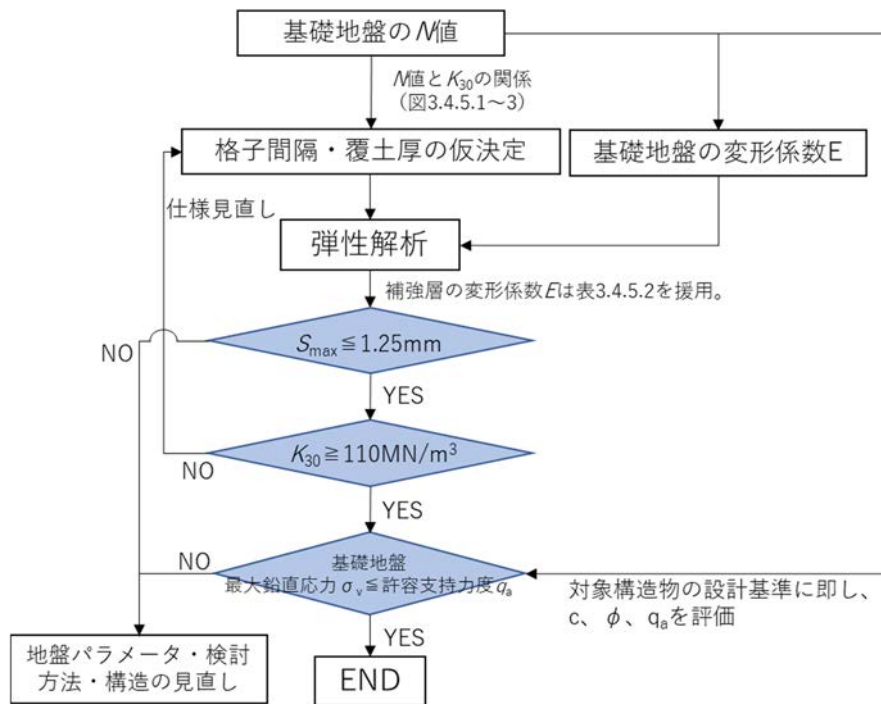 基礎地盤のN値
N値とK30の関係
（図3.4.5.1～3）
格子間隔・覆土厚の仮決定
基礎地盤の変形係数E
仕様見直し
弾性解析
補強層の変形係数Eは表3.4.5.2を援用。
Smax≦1.25mm
NO
YES
K30≧110MN/m³
NO
YES
基礎地盤
最大鉛直応力σv≦許容支持力度qa
NO
対象構造物の設計基準に即し、
c、φ、qaを評価
YES
地盤パラメータ・検討
方法・構造の見直し
END